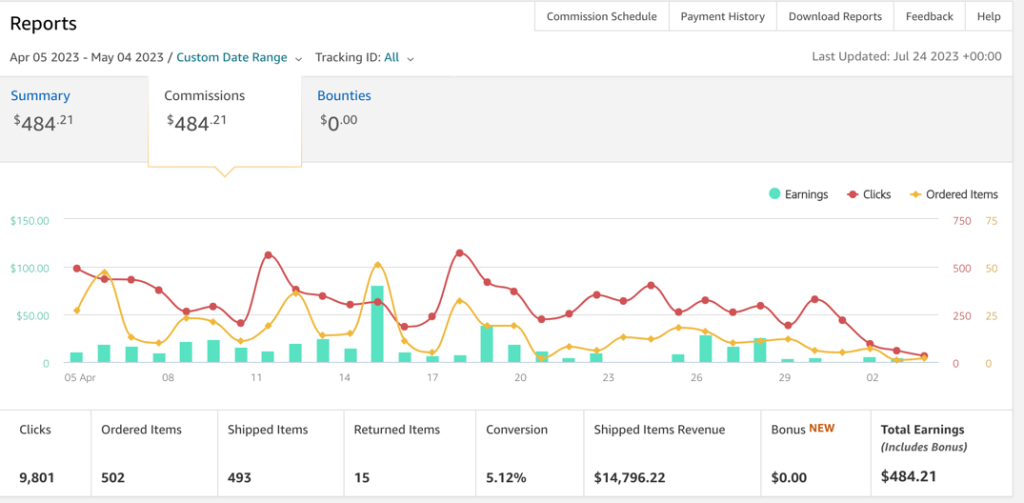 Commission Schedule Payment History Download Reports Feedback Help
Reports
Apr 05 2023 - May 04 2023 / Custom Date Range Tracking ID: All Last Updated: Jul 24 2023 +00:00
Summary Commissions Bounties
$484.21 $484.21 $0.00
Earnings Clicks Ordered Items
$150.00 750 75
$100.00 500 50
$50.00 250 25
0 0 0
05 Apr 08 11 14 17 20 23 26 29 02
Clicks Ordered Items Shipped Items Returned Items Conversion Shipped Items Revenue Bonus NEW Total Earnings
(Includes Bonus)
9,801 502 493 15 5.12% $14,796.22 $0.00 $484.21